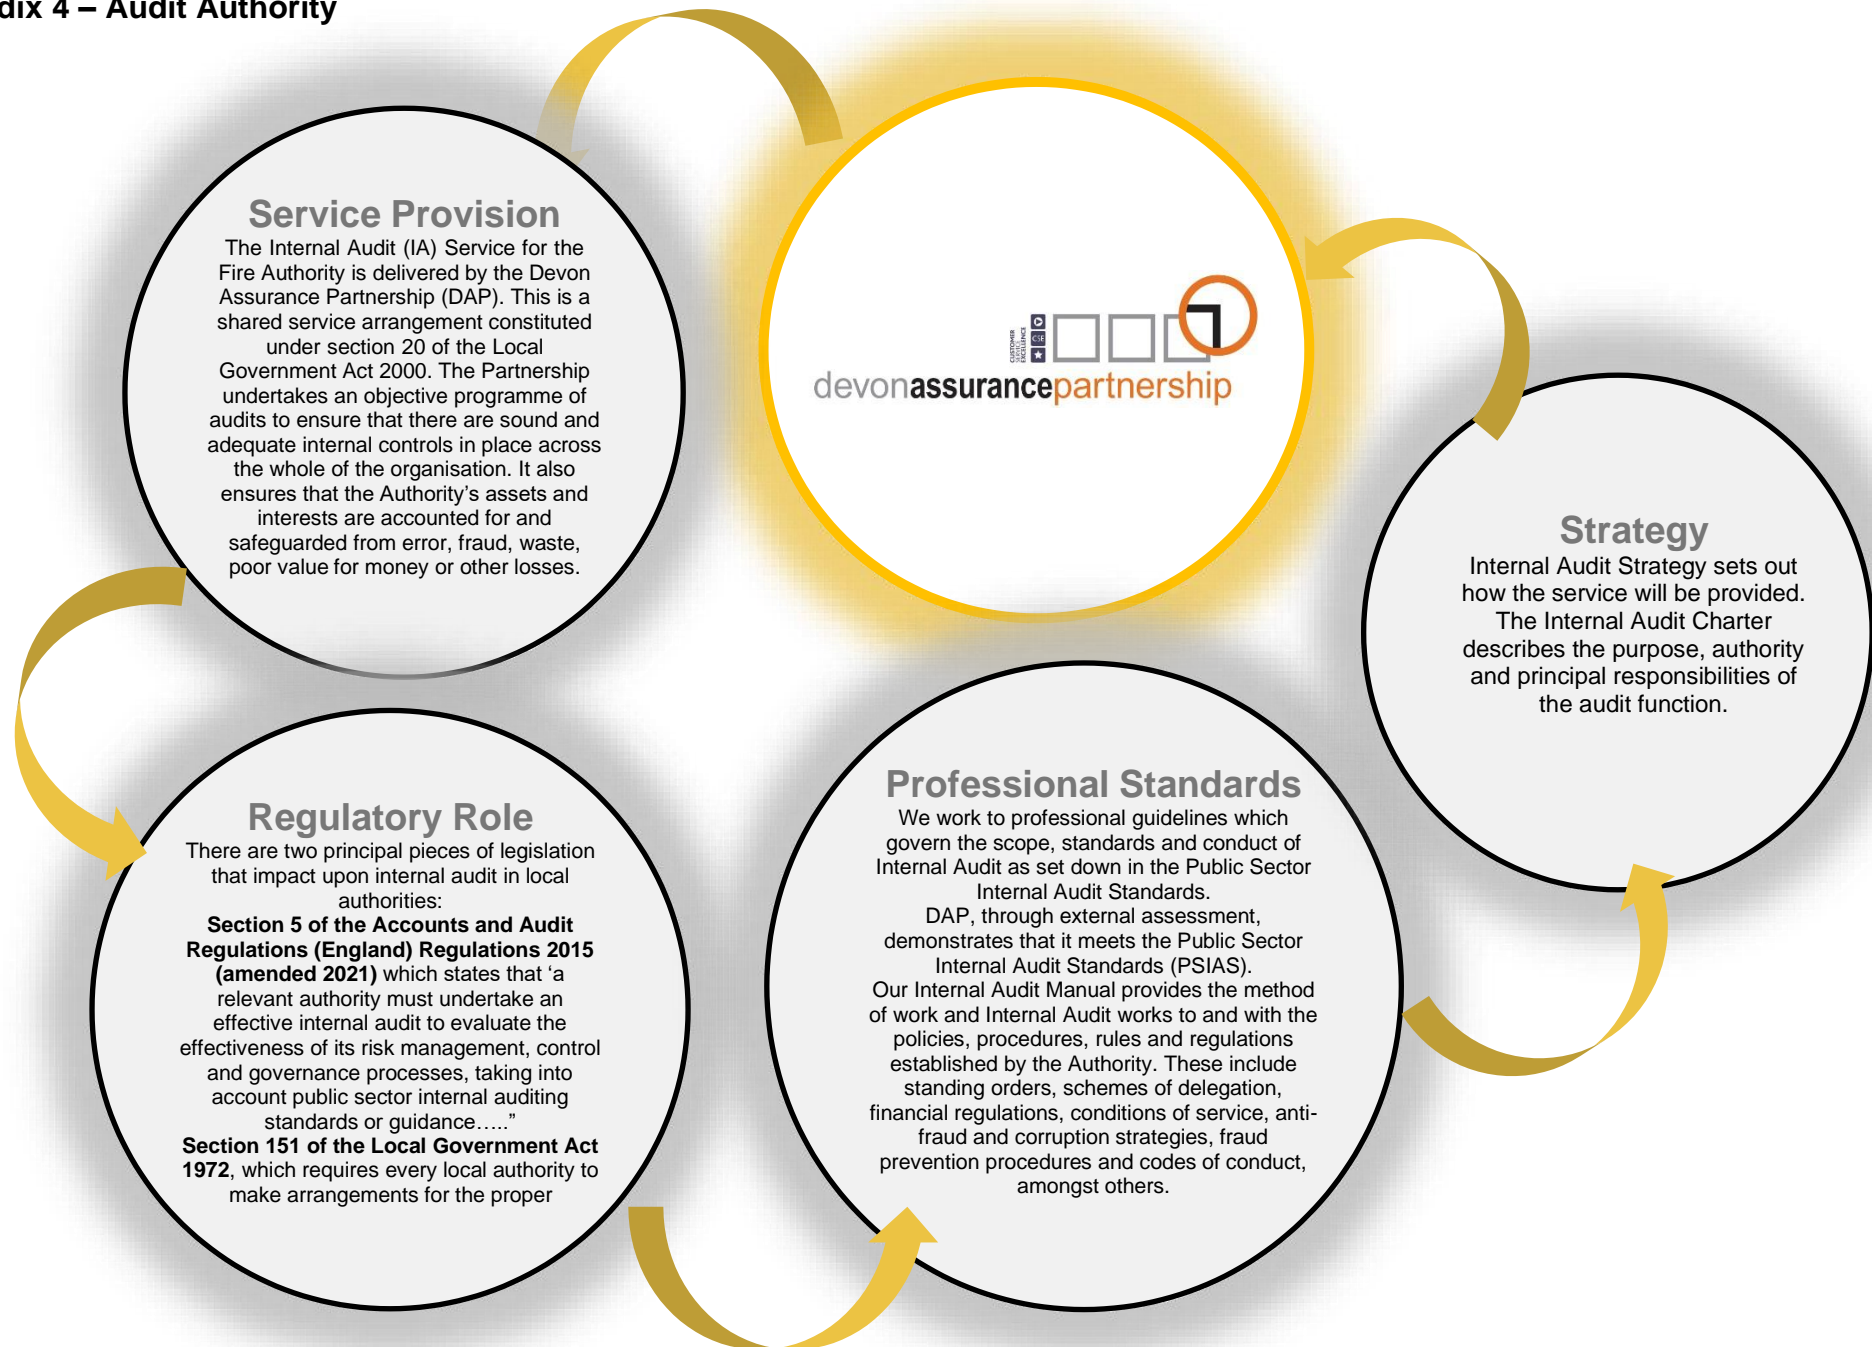 dix 4 – Audit Authority
Service Provision
The Internal Audit (IA) Service for the
Fire Authority is delivered by the Devon
Assurance Partnership (DAP). This is a
shared service arrangement constituted
under section 20 of the Local
Government Act 2000. The Partnership
undertakes an objective programme of
audits to ensure that there are sound and
adequate internal controls in place across
the whole of the organisation. It also
ensures that the Authority’s assets and
interests are accounted for and
safeguarded from error, fraud, waste,
poor value for money or other losses.
CUSTOMER
SERVICE
EXCELLENCE
CSE
devonassurancepartnership
Strategy
Internal Audit Strategy sets out
how the service will be provided.
The Internal Audit Charter
describes the purpose, authority
and principal responsibilities of
the audit function.
Regulatory Role
There are two principal pieces of legislation
that impact upon internal audit in local
authorities:
Section 5 of the Accounts and Audit
Regulations (England) Regulations 2015
(amended 2021) which states that ‘a
relevant authority must undertake an
effective internal audit to evaluate the
effectiveness of its risk management, control
and governance processes, taking into
account public sector internal auditing
standards or guidance…..”
Section 151 of the Local Government Act
1972, which requires every local authority to
make arrangements for the proper
Professional Standards
We work to professional guidelines which
govern the scope, standards and conduct of
Internal Audit as set down in the Public Sector
Internal Audit Standards.
DAP, through external assessment,
demonstrates that it meets the Public Sector
Internal Audit Standards (PSIAS).
Our Internal Audit Manual provides the method
of work and Internal Audit works to and with the
policies, procedures, rules and regulations
established by the Authority. These include
standing orders, schemes of delegation,
financial regulations, conditions of service, anti-
fraud and corruption strategies, fraud
prevention procedures and codes of conduct,
amongst others.